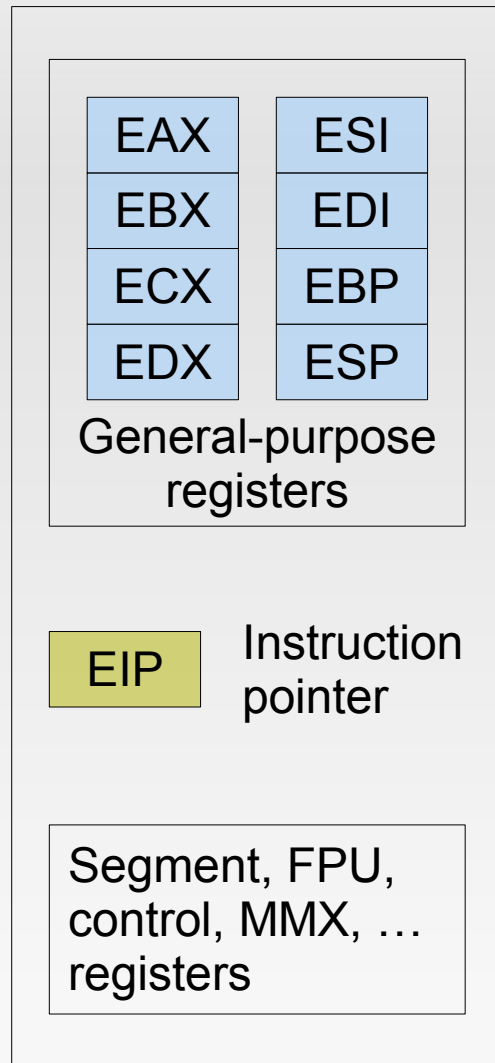 EAX ESI
EBX EDI
ECX EBP
EDX ESP
General-purpose
registers
EIP
Instruction
pointer
Segment, FPU,
control, MMX, …
registers